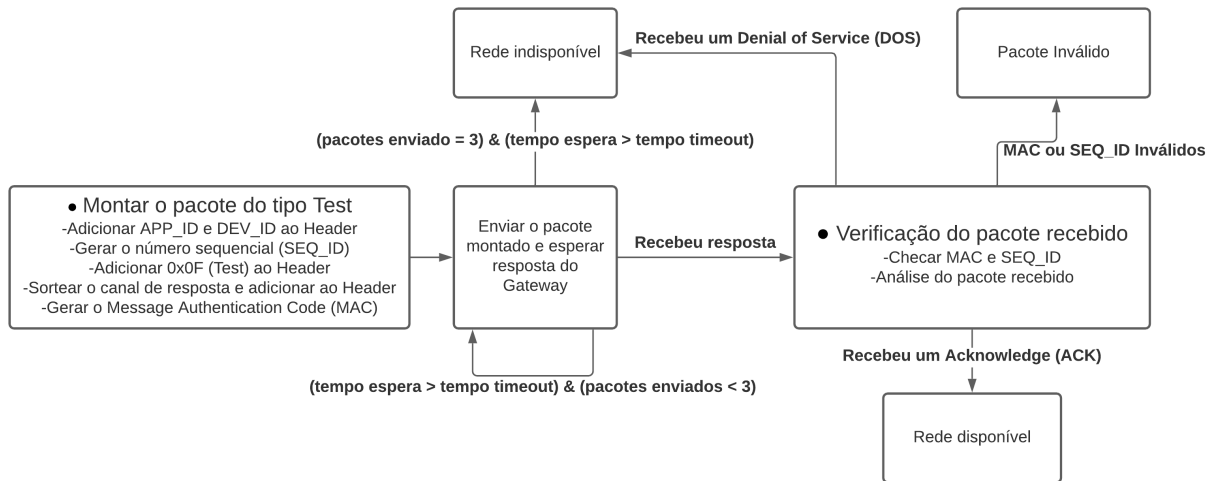 Rede indisponível
Recebeu um Denial of Service (DOS)
Pacote Inválido
(pacotes enviado = 3) & (tempo espera > tempo timeout)
MAC ou SEQ_ID Inválidos
● Montar o pacote do tipo Test
-Adicionar APP_ID e DEV_ID ao Header
-Gerar o número sequencial (SEQ_ID)
-Adicionar 0x0F (Test) ao Header
-Sortear o canal de resposta e adicionar ao Header
-Gerar o Message Authentication Code (MAC)
Enviar o pacote
montado e esperar
resposta do
Gateway
Recebeu resposta
● Verificação do pacote recebido
-Checar MAC e SEQ_ID
-Análise do pacote recebido
(tempo espera > tempo timeout) & (pacotes enviados < 3)
Recebeu um Acknowledge (ACK)
Rede disponível